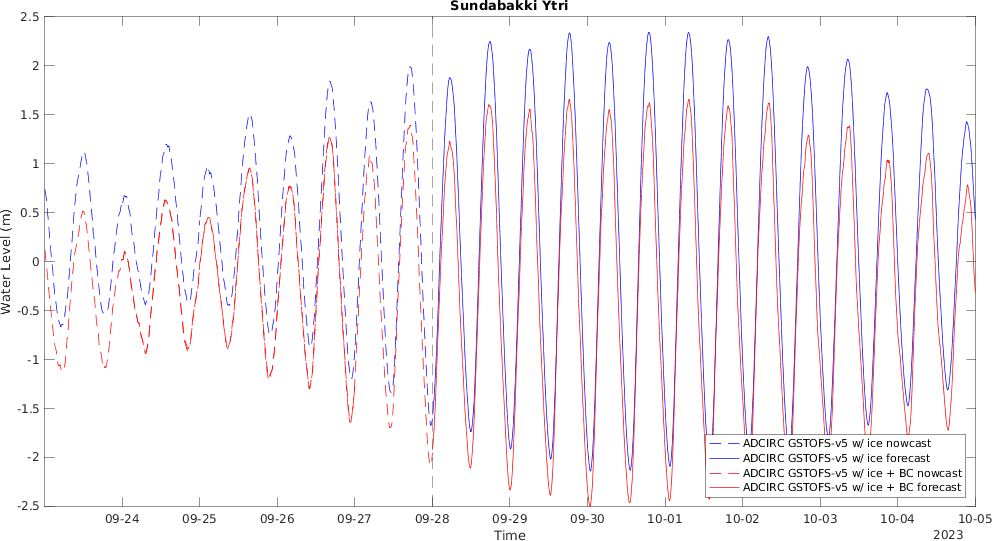 Sundabakki Ytri
Water Level (m)
2.5
2
1.5
1
0.5
0
-0.5
-1
-1.5
-2
-2.5
ADCIRC GSTOFS-v5 w/ ice nowcast
ADCIRC GSTOFS-v5 w/ ice forecast
ADCIRC GSTOFS-v5 w/ ice + BC nowcast
ADCIRC GSTOFS-v5 w/ ice + BC forecast
09-24 09-25 09-26 09-27 09-28 09-29 09-30 10-01 10-02 10-03 10-04 10-05
Time
2023